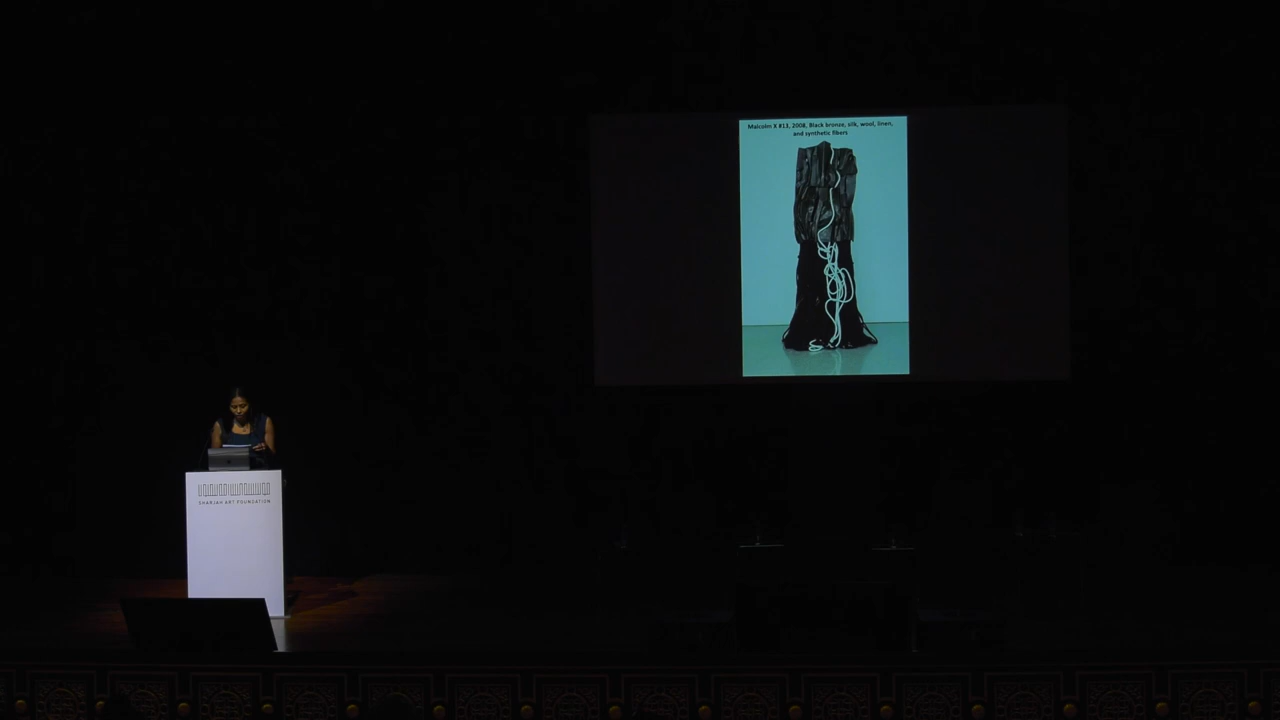 Malcolm X #13, 2008, Black bronze, silk, wool, linen,
and synthetic fibers
SHARJAH ART FOUNDATION